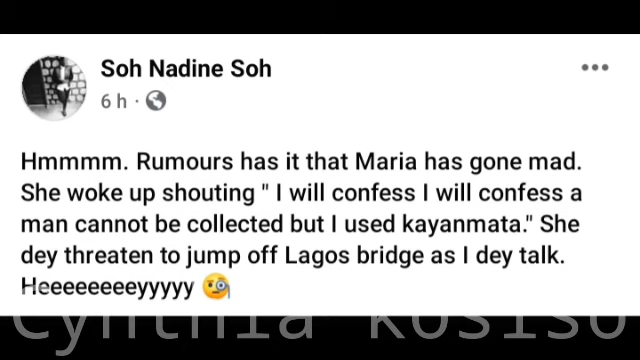 Soh Nadine Soh
6 h ·
Hmmmm. Rumours has it that Maria has gone mad.
She woke up shouting " I will confess I will confess a
man cannot be collected but I used kayanmata." She
dey threaten to jump off Lagos bridge as I dey talk.
Heeeeeeeeyyyyy 🧐
Cynthia kosiso